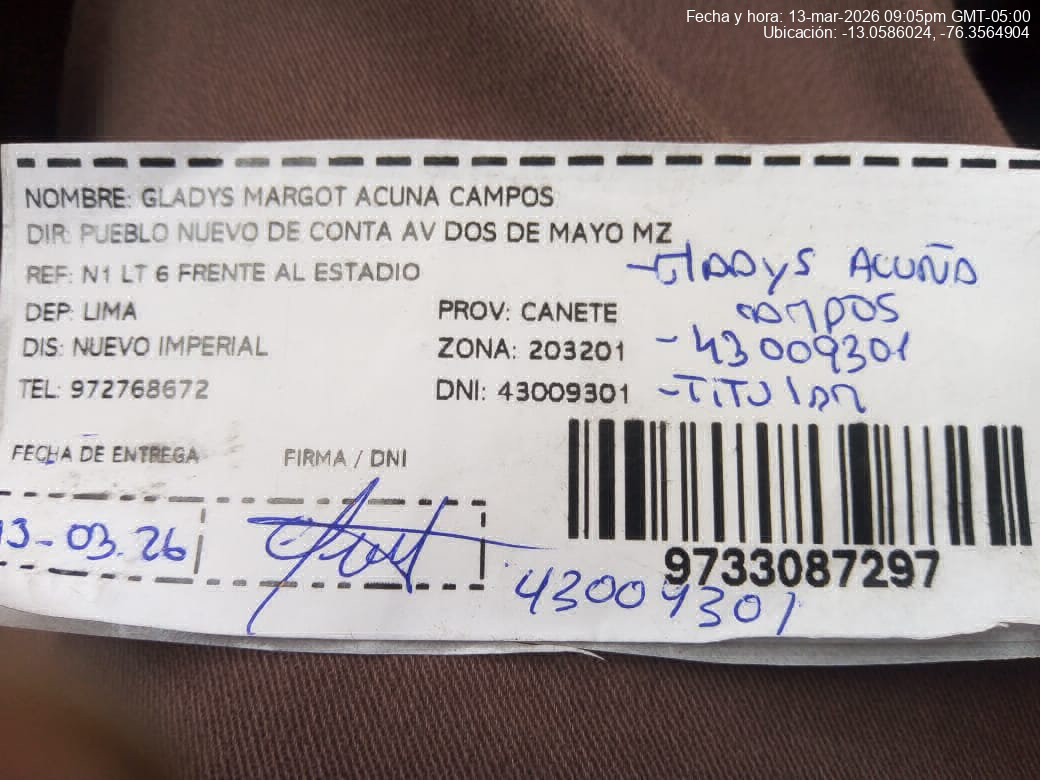 Fecha y hora: 13-mar-2026 09:05pm GMT-05:00
Ubicación: -13.0586024, -76.3564904
NOMBRE: GLADYS MARGOT ACUNA CAMPOS
DIR: PUEBLO NUEVO DE CONTA AV DOS DE MAYO MZ
REF: N1 LT 6 FRENTE AL ESTADIO
-GLADYS ACUÑA
CAMPOS
DEP: LIMA PROV: CANETE
DIS: NUEVO IMPERIAL ZONA: 203201
-43009301
TEL: 972768672 DNI: 43009301
-TITULAR
FECHA DE ENTREGA FIRMA / DNI
13-03.26
9733087297
43009301